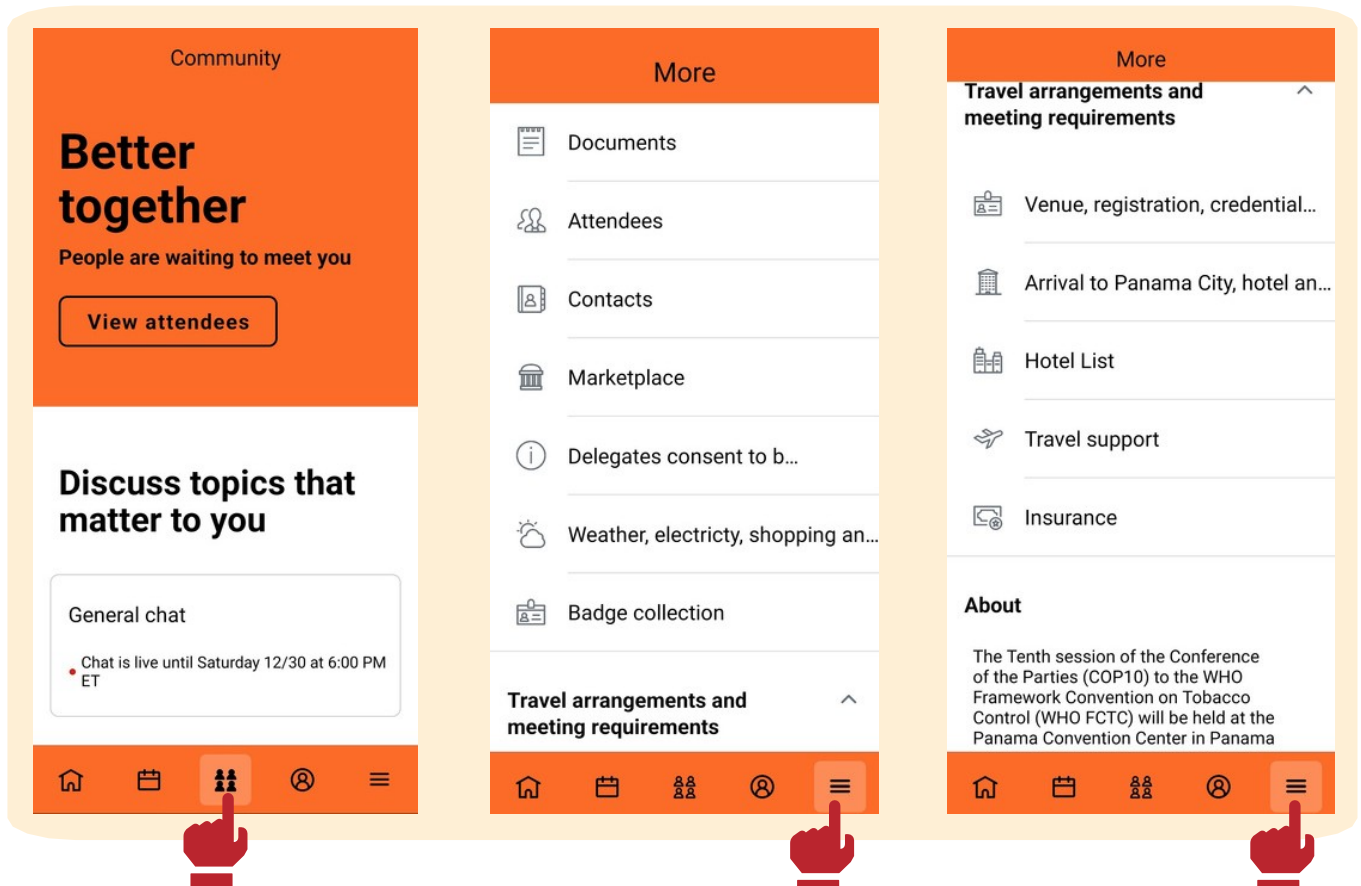 Community
Better
together
People are waiting to meet you
View attendees
Discuss topics that
matter to you
General chat
Chat is live until Saturday 12/30 at 6:00 PM
ET
More
Documents
Attendees
Contacts
Marketplace
Delegates consent to b...
Weather, electricty, shopping an...
Badge collection
Travel arrangements and
meeting requirements
More
Travel arrangements and
meeting requirements
Venue, registration, credential...
Arrival to Panama City, hotel an...
Hotel List
Travel support
Insurance
About
The Tenth session of the Conference
of the Parties (COP10) to the WHO
Framework Convention on Tobacco
Control (WHO FCTC) will be held at the
Panama Convention Center in Panama